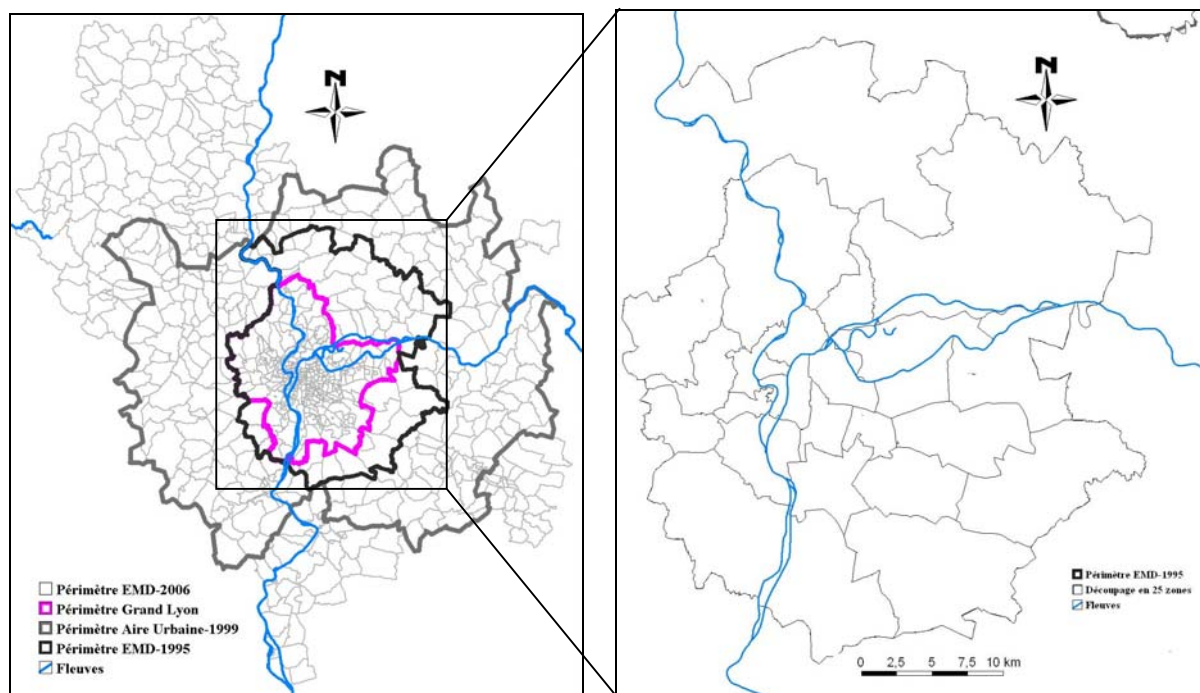 N
Périmètre EMD-2006
Périmètre Grand Lyon
Périmètre Aire Urbaine-1999
Périmètre EMD-1995
Fleuves
N
Périmètre EMD-1995
Découpage en 25 zones
Fleuves
0 2,5 5 7,5 10 km